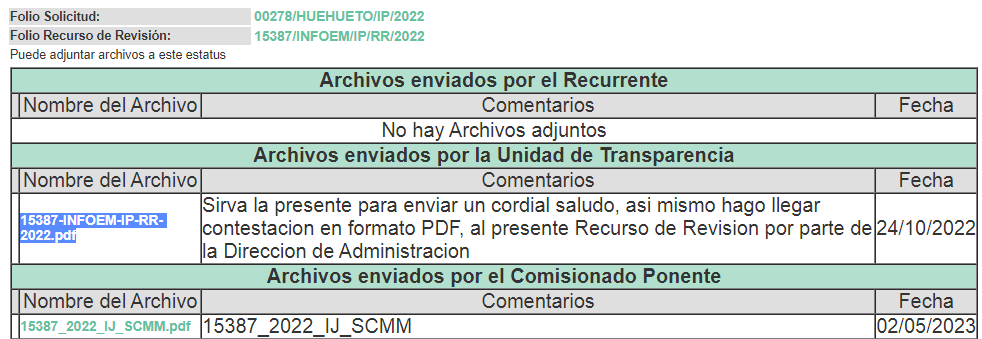 Folio Solicitud: 00278/HUEHUETO/IP/2022
Folio Recurso de Revisión: 15387/INFOEM/IP/RR/2022
Puede adjuntar archivos a este estatus
Archivos enviados por el Recurrente
Nombre del Archivo Comentarios Fecha
No hay Archivos adjuntos
Archivos enviados por la Unidad de Transparencia
Nombre del Archivo Comentarios Fecha
15387-INFOEM-IP-RR-
2022.pdf
Sirva la presente para enviar un cordial saludo, asi mismo hago llegar
contestacion en formato PDF, al presente Recurso de Revision por parte de
la Direccion de Administracion
24/10/2022
Archivos enviados por el Comisionado Ponente
Nombre del Archivo Comentarios Fecha
15387_2022_IJ_SCMM.pdf 15387_2022_IJ_SCMM 02/05/2023